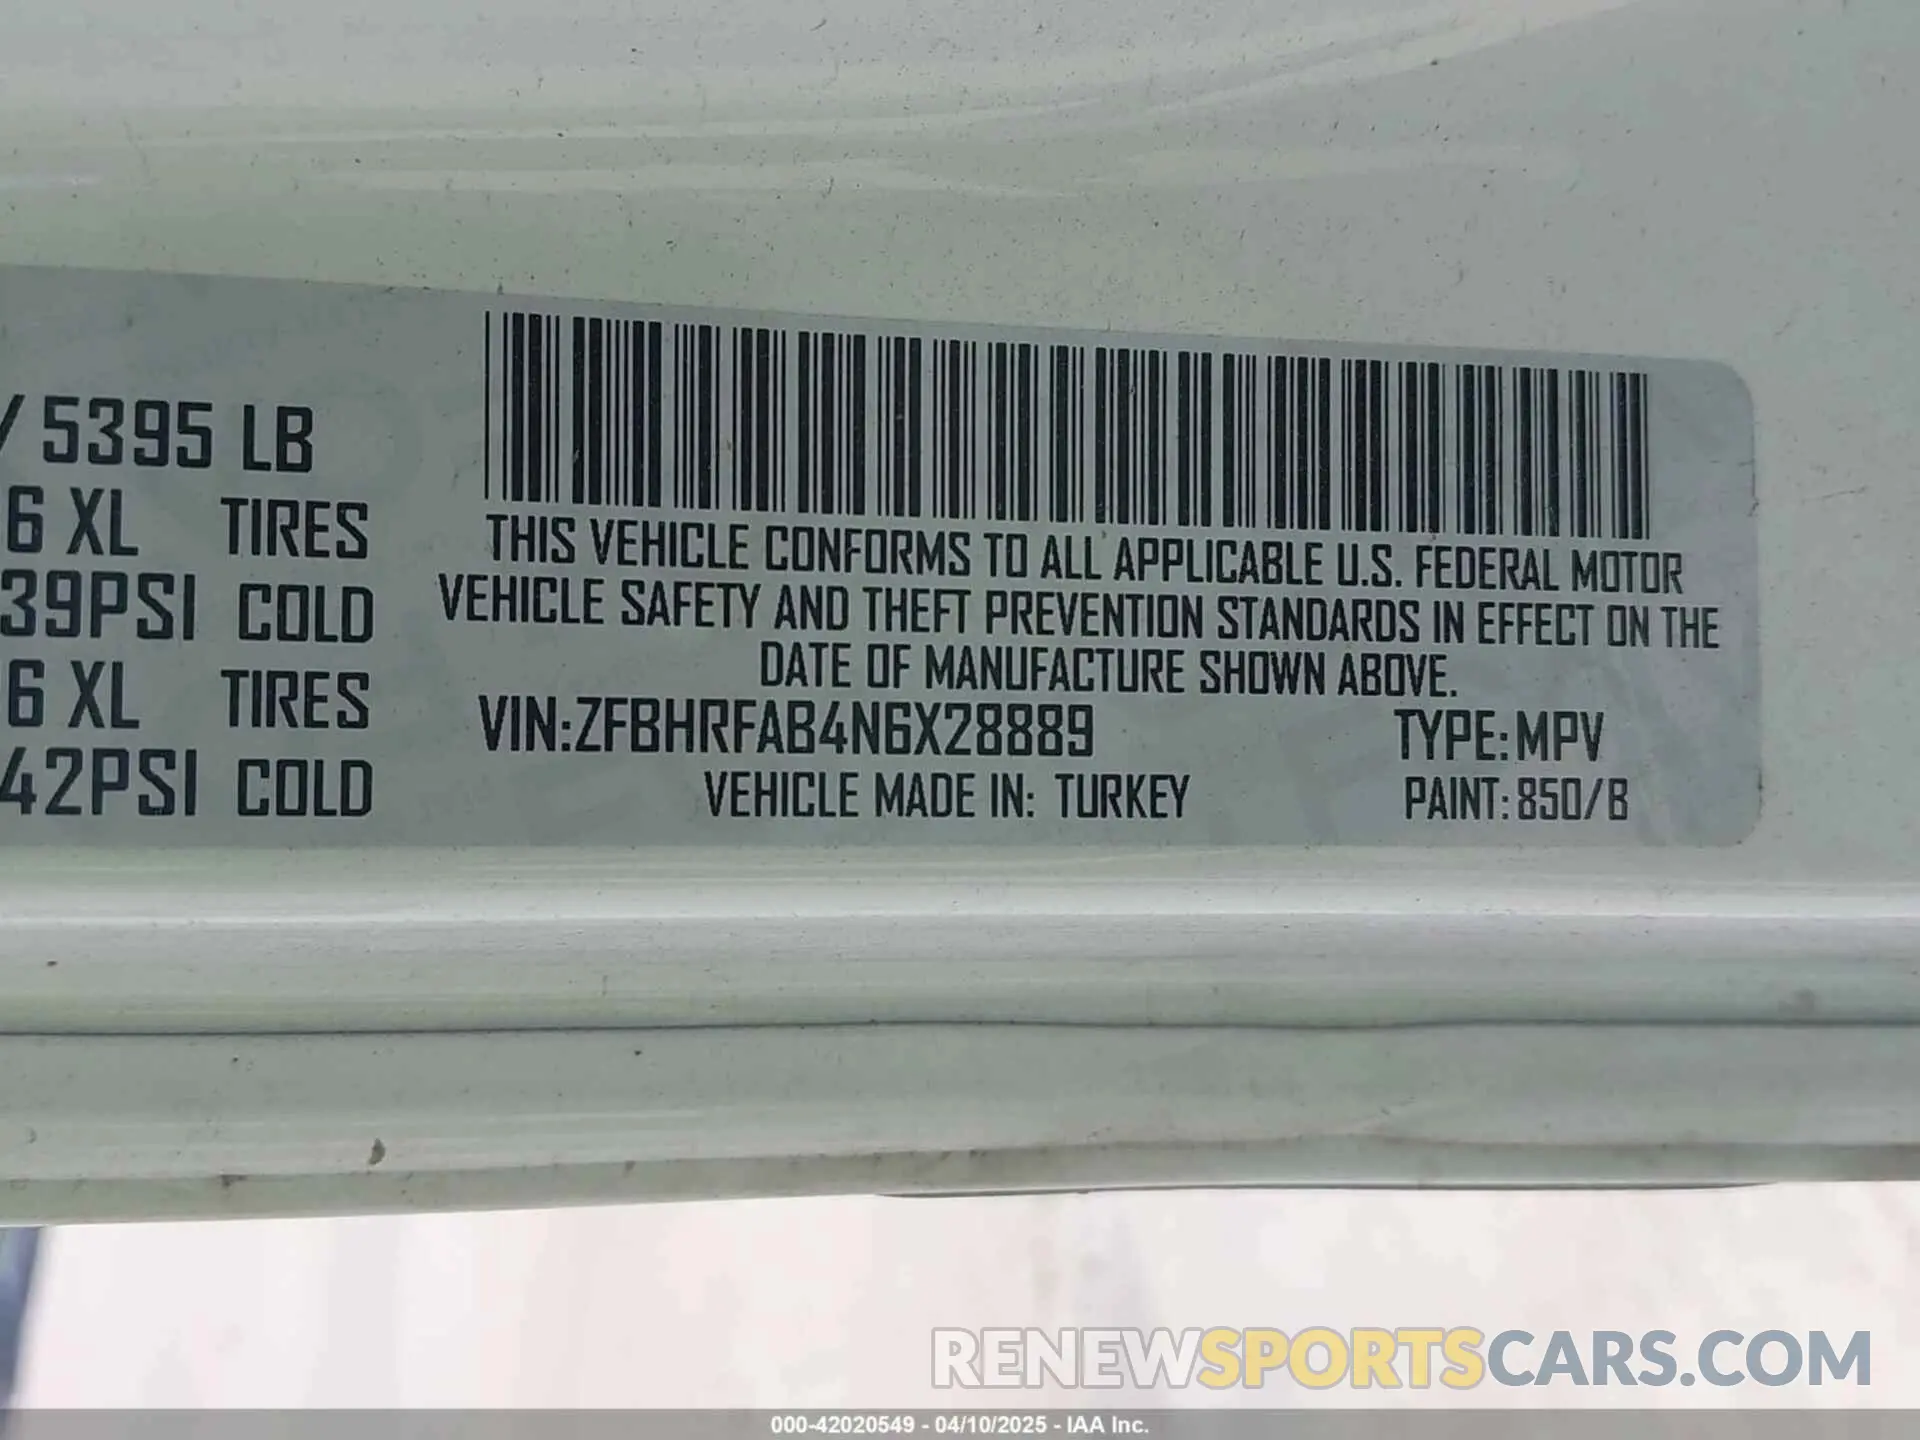 / 5395 LB
6 XL TIRES
39PSI COLD
6 XL TIRES
42PSI COLD
THIS VEHICLE CONFORMS TO ALL APPLICABLE U.S. FEDERAL MOTOR
VEHICLE SAFETY AND THEFT PREVENTION STANDARDS IN EFFECT ON THE
DATE OF MANUFACTURE SHOWN ABOVE.
VIN:ZFBHRFAB4N6X28889 TYPE:MPV
VEHICLE MADE IN: TURKEY PAINT:850/B
RENEWSPORTSCARS.COM
000-42020549 - 04/10/2025 - IAA Inc.